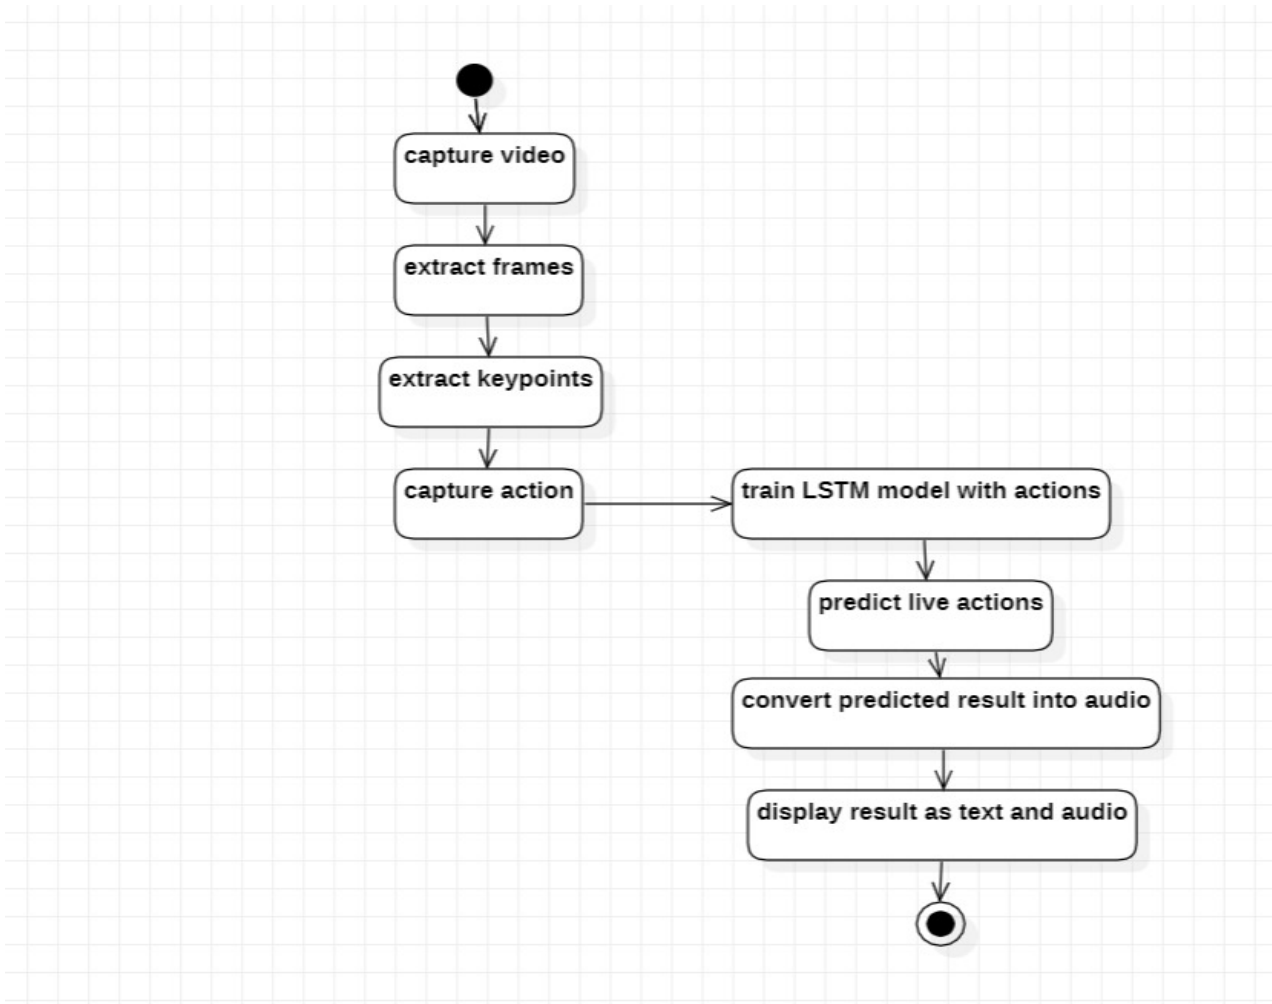 capture video
extract frames
extract keypoints
capture action
train LSTM model with actions
predict live actions
convert predicted result into audio
display result as text and audio